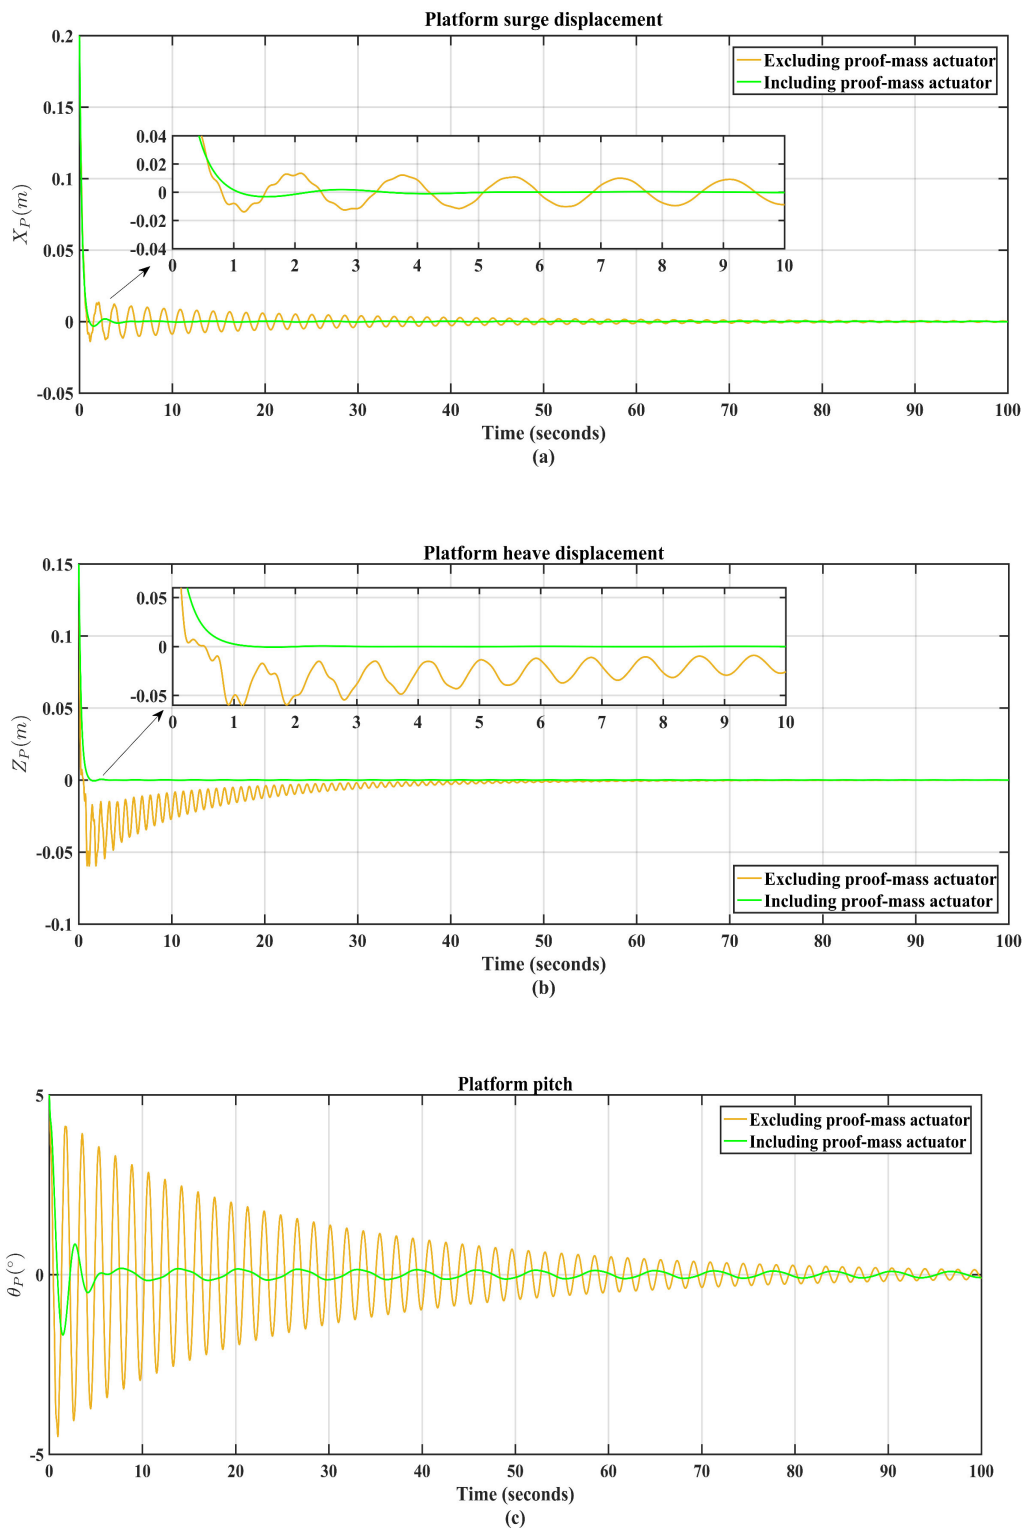 Platform surge displacement
0.2
0.15
0.1
0.05
0
-0.05
X_P(m)
Excluding proof-mass actuator
Including proof-mass actuator
0.04
0.02
0
-0.02
-0.04
0 1 2 3 4 5 6 7 8 9 10
0 10 20 30 40 50 60 70 80 90 100
Time (seconds)
(a)
Platform heave displacement
0.15
0.1
0.05
0
-0.05
-0.1
Z_P(m)
0.05
0
-0.05
0 1 2 3 4 5 6 7 8 9 10
Excluding proof-mass actuator
Including proof-mass actuator
0 10 20 30 40 50 60 70 80 90 100
Time (seconds)
(b)
Platform pitch
5
0
-5
θ_P(°)
Excluding proof-mass actuator
Including proof-mass actuator
0 10 20 30 40 50 60 70 80 90 100
Time (seconds)
(c)